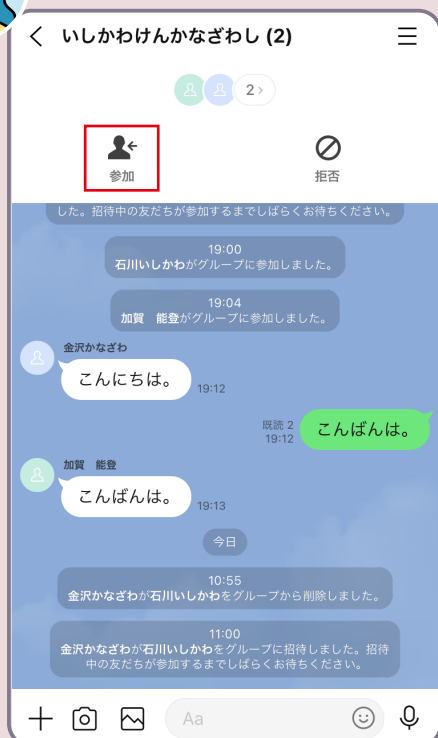 いしかわけんかなざわし (2)
2
参加
拒否
した。招待中の友だちが参加するまでしばらくお待ちください。
19:00
石川いしかわがグループに参加しました。
19:04
加賀　能登がグループに参加しました。
金沢かなざわ
こんにちは。
19:12
既読 2
19:12
こんばんは。
加賀　能登
こんばんは。
19:13
今日
10:55
金沢かなざわが石川いしかわをグループから削除しました。
11:00
金沢かなざわが石川いしかわをグループに招待しました。招待
中の友だちが参加するまでしばらくお待ちください。
Aa